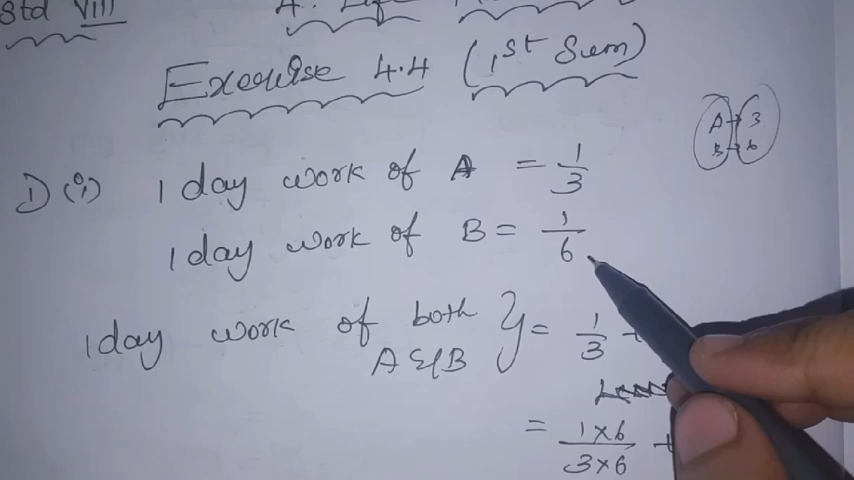 Std VIII
Exercise 4.4 (1st Sum)
A → 3
B → 6
1) (i) 1 day work of A = 1/3
1 day work of B = 1/6
1 day work of both A & B } = 1/3 +
= 1×6/3×6 +